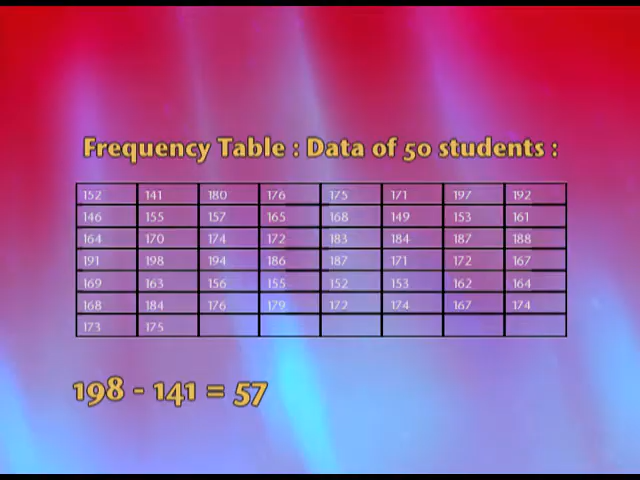 Frequency Table : Data of 50 students :
152 141 180 176 175 171 197 192
146 155 157 165 168 149 153 161
164 170 174 172 183 184 187 188
191 198 194 186 187 171 172 167
169 163 156 155 152 153 162 164
168 184 176 179 172 174 167 174
173 175
198 - 141 = 57